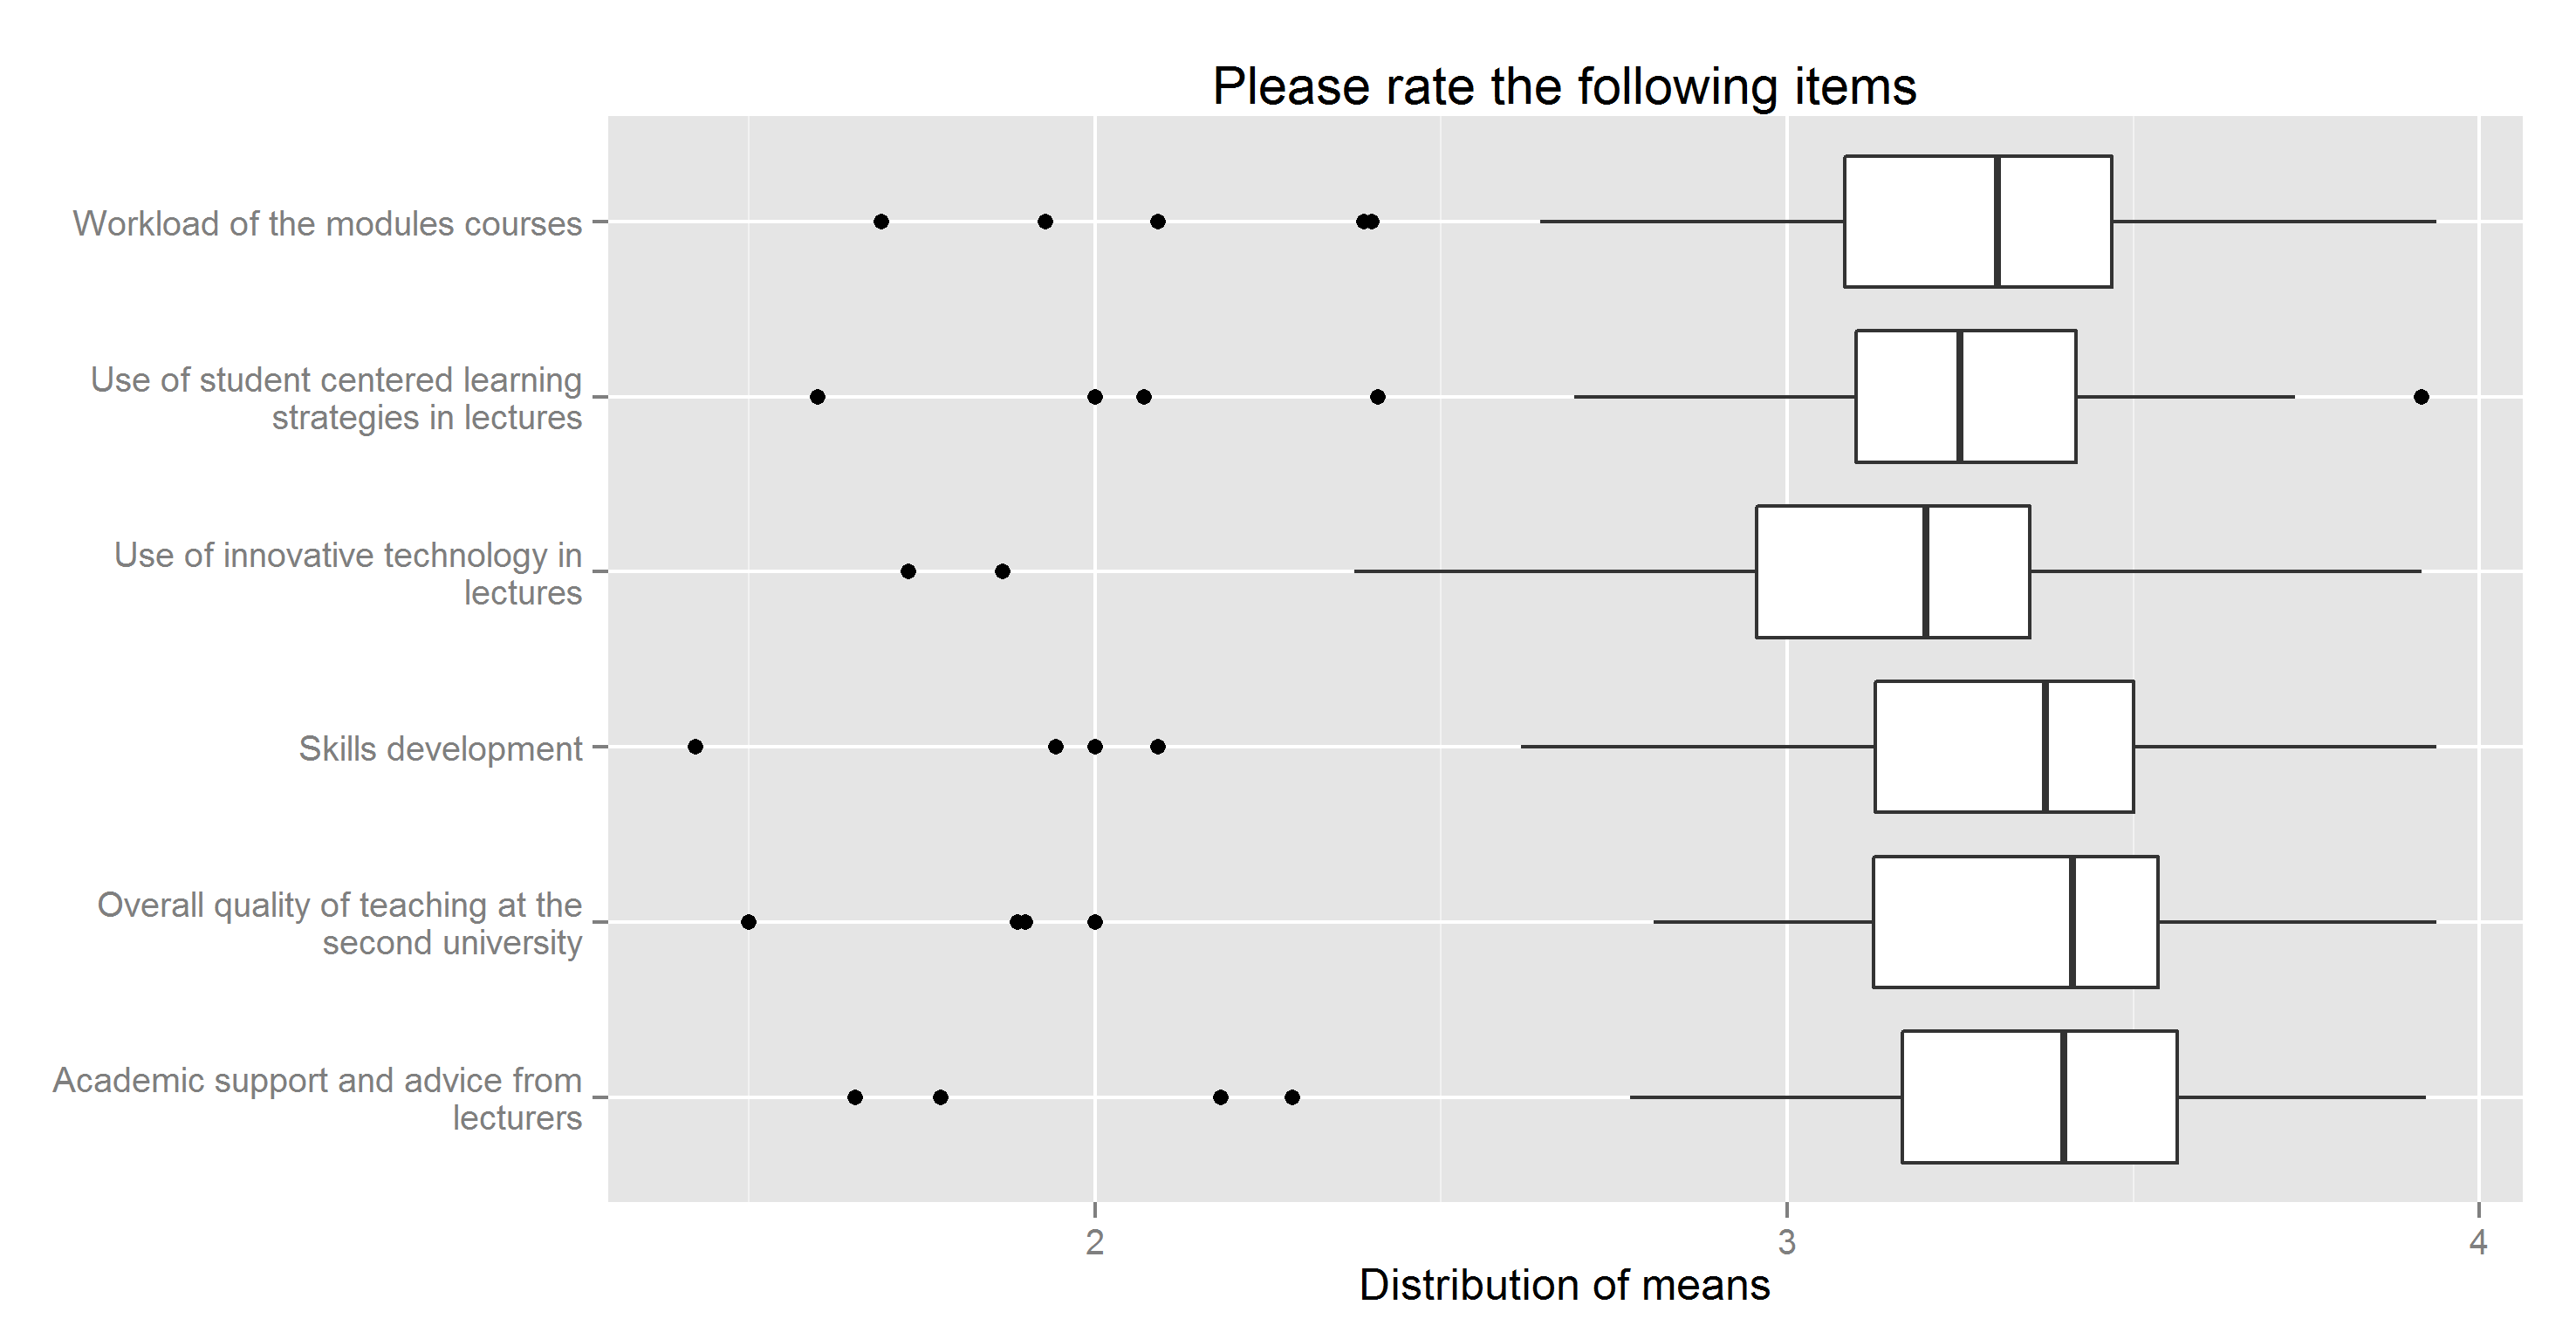 Please rate the following items
Workload of the modules courses
Use of student centered learning
strategies in lectures
Use of innovative technology in
lectures
Skills development
Overall quality of teaching at the
second university
Academic support and advice from
lecturers
2
3
4
Distribution of means